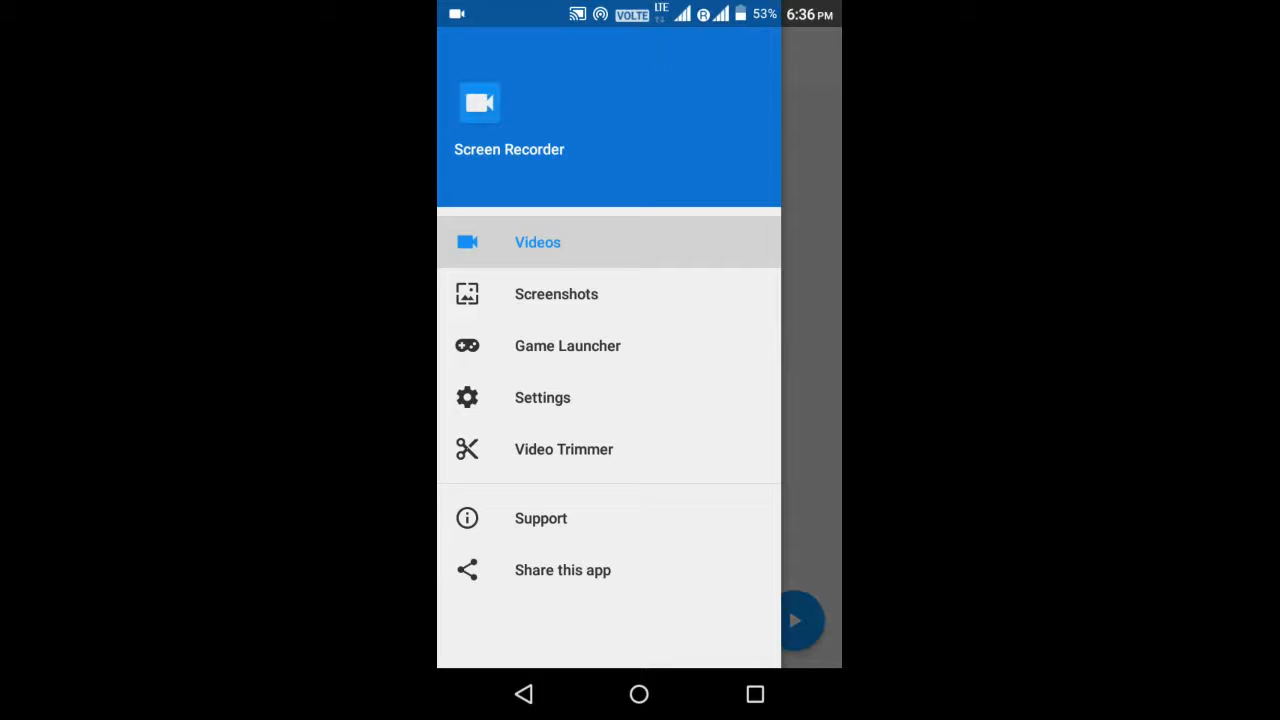 VOLTE LTE R 53% 6:36 PM
Screen Recorder
Videos
Screenshots
Game Launcher
Settings
Video Trimmer
Support
Share this app